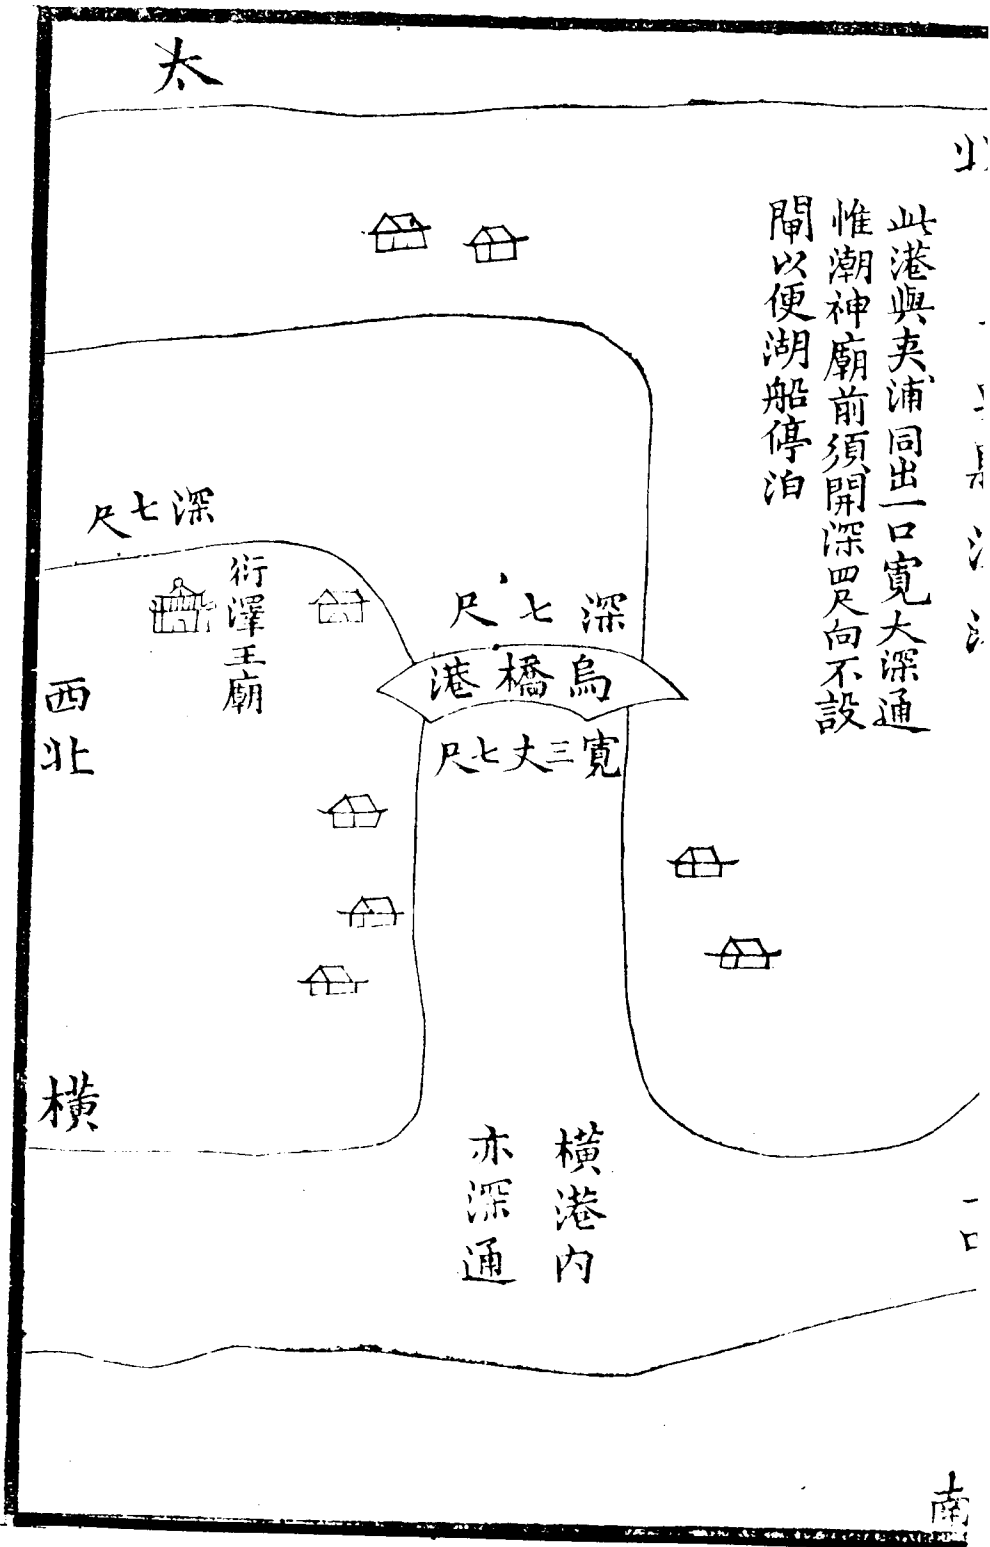 北
此港與夾浦同出一口寬大深通
惟潮神廟前須開深四尺向不設
閘以便湖船停泊
太
深七尺
衍澤王廟
深七尺
烏橋港
寬三丈七尺
西北
橫
橫港内
亦深通
南